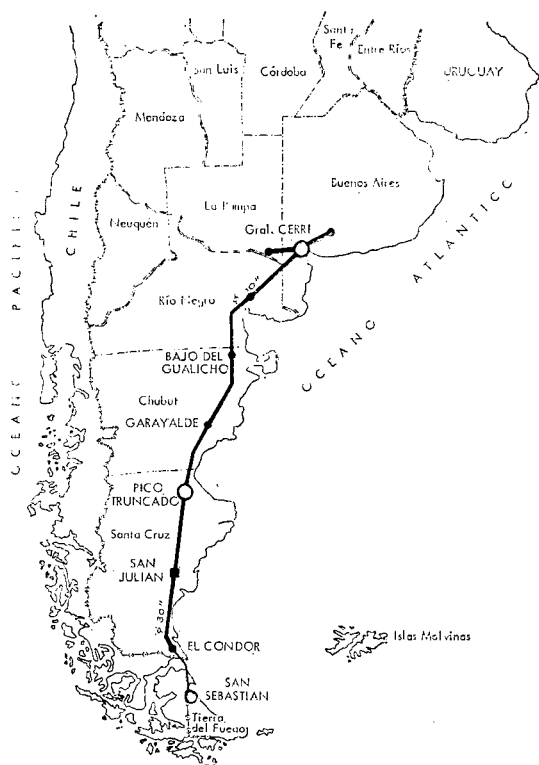 Santa
Fe
Entre Ríos
San Luis
Córdoba
URUGUAY
Mendoza
Buenos Aires
La Pampa
Neuquén
Gral. CERRI
CHILE
OCEANO
ATLANTICO
Río Negro
BAJO DEL
GUALICHO
OCEANO
Chubut
GARAYALDE
PICO
TRUNCADO
Santa Cruz
SAN
JULIAN
30"
EL CONDOR
Islas Malvinas
SAN
SEBASTIAN
Tierra
del Fuego